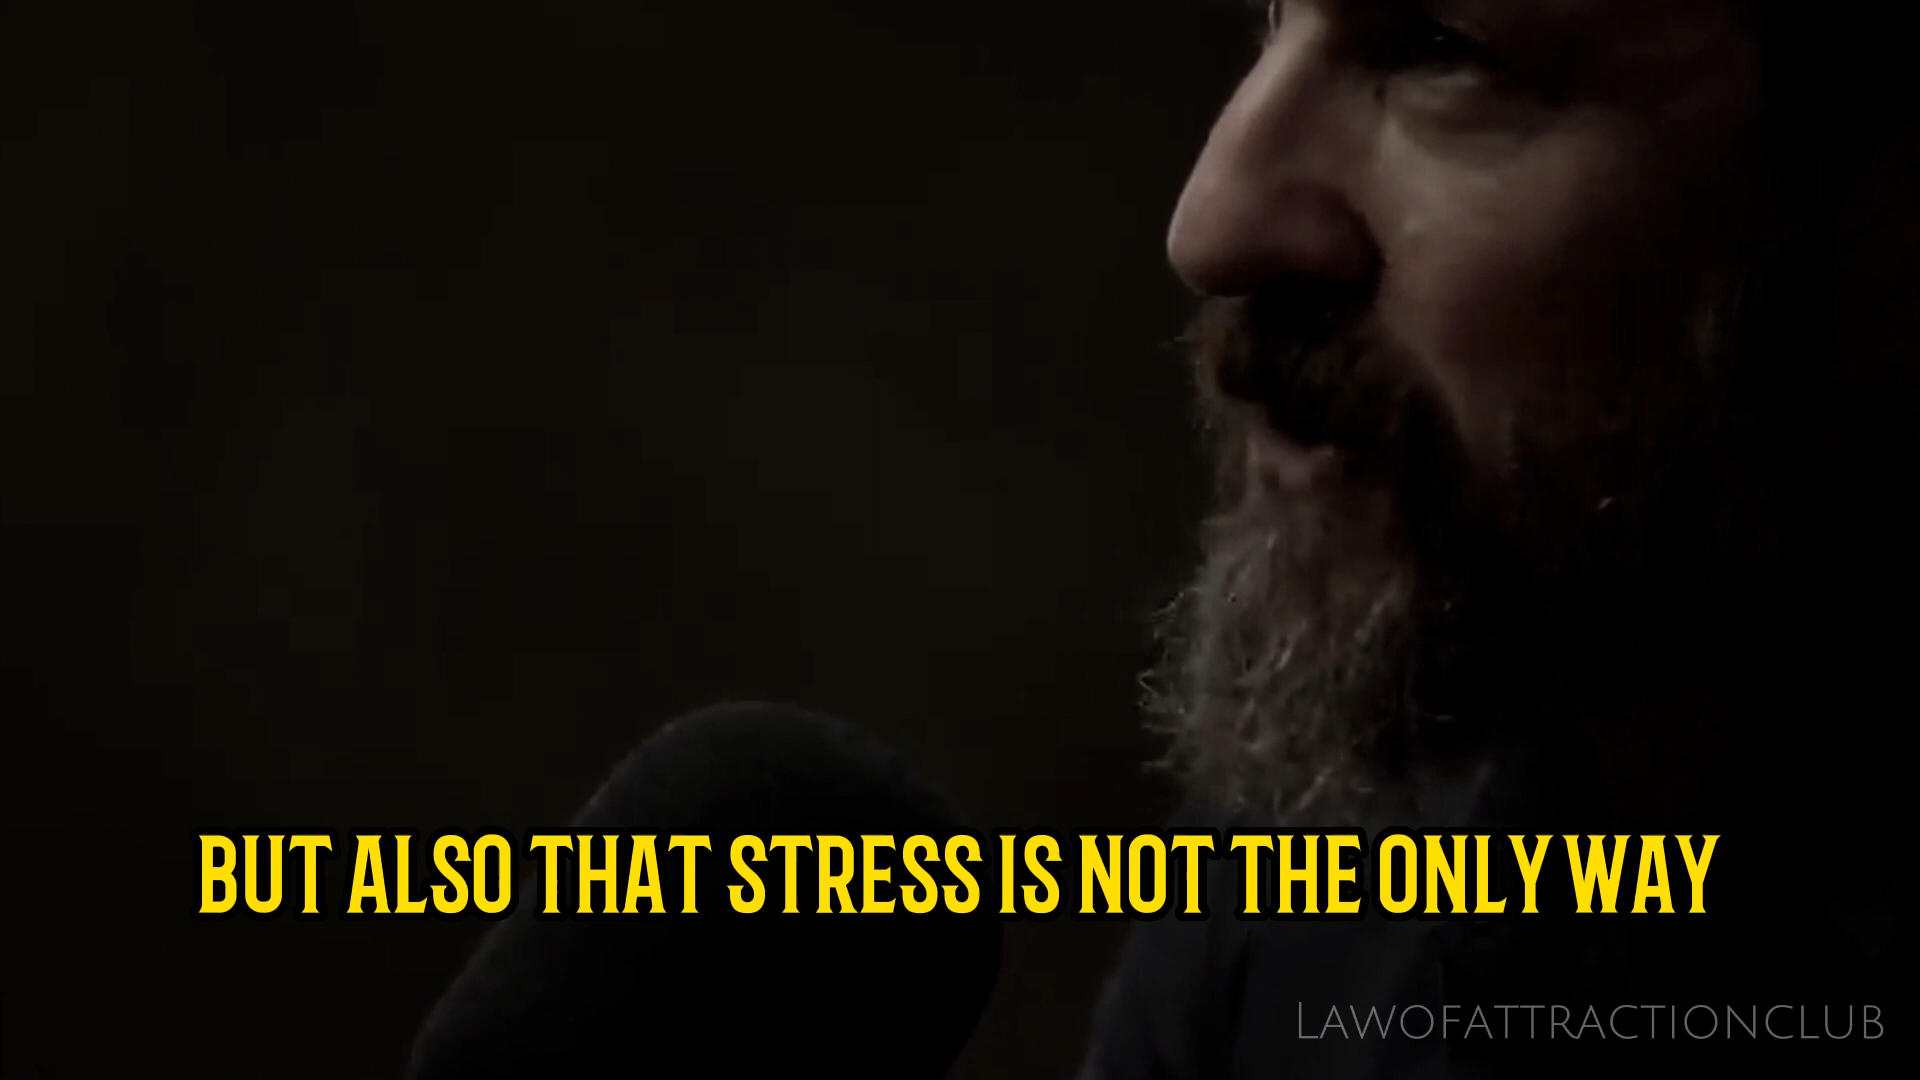 BUT ALSO THAT STRESS IS NOT THE ONLY WAY
LAWOFATTRACTIONCLUB